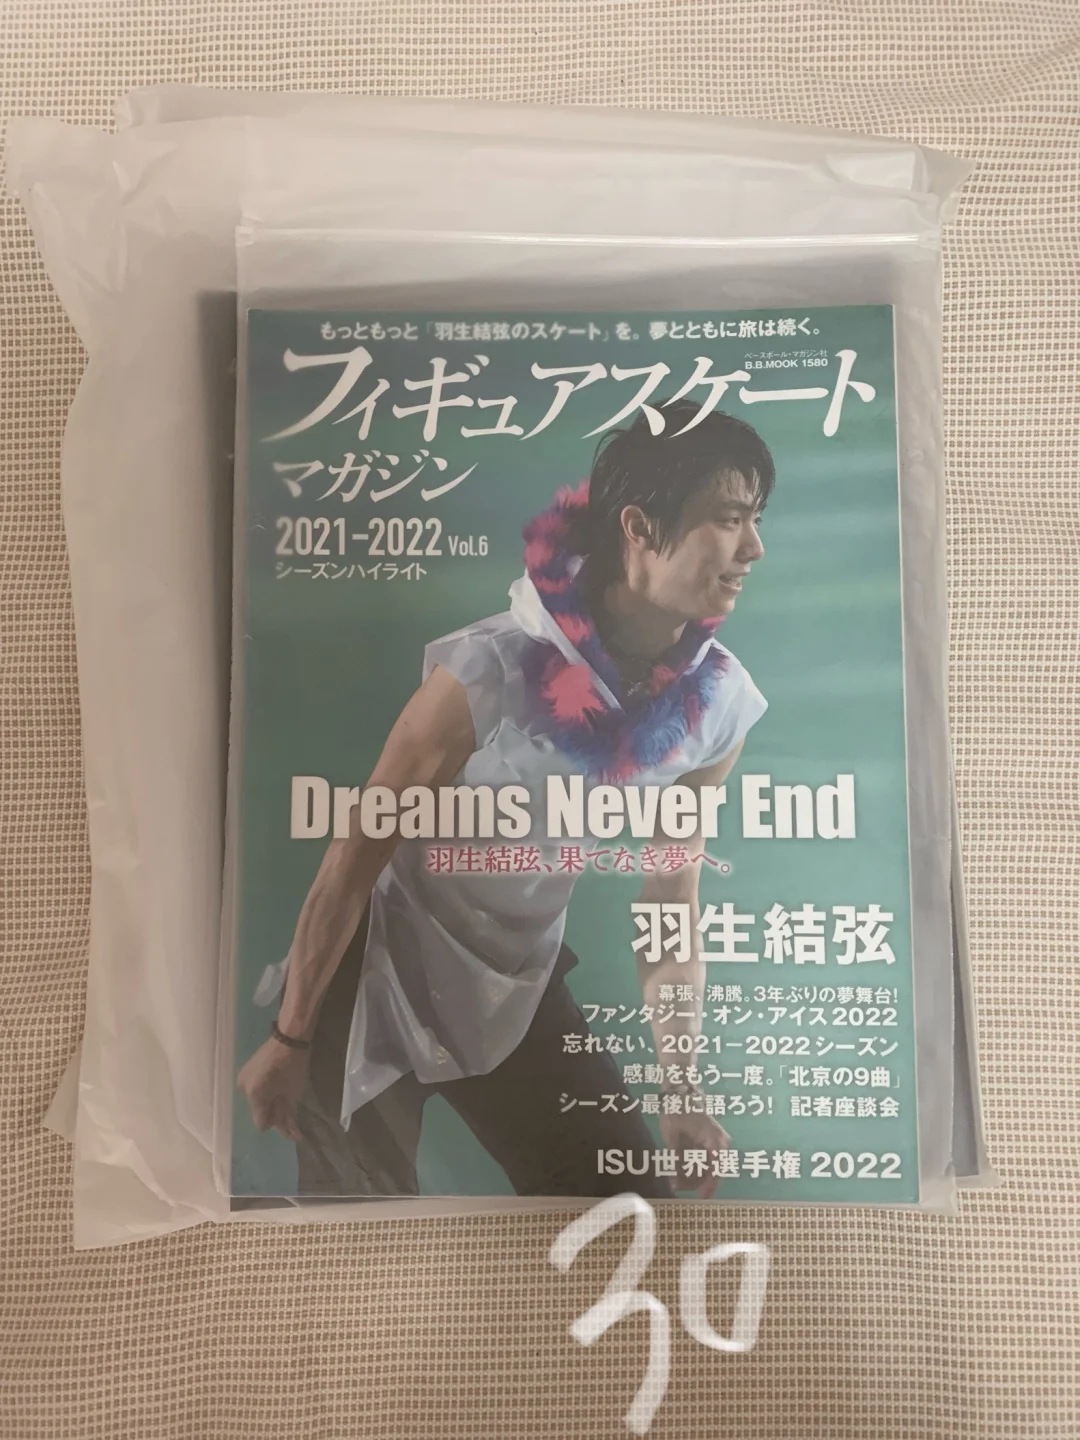 もっともっと「羽生結弦のスケート」を。夢とともに旅は続く。
ベースボール・マガジン社
B.B.MOOK 1580
フィギュアスケート
マガジン
2021-2022 Vol.6
シーズンハイライト
Dreams Never End
羽生結弦、果てなき夢へ。
羽生結弦
幕張、沸騰。3年ぶりの夢舞台!
ファンタジー・オン・アイス2022
忘れない、2021-2022シーズン
感動をもう一度。「北京の9曲」
シーズン最後に語ろう! 記者座談会
ISU世界選手権 2022
30